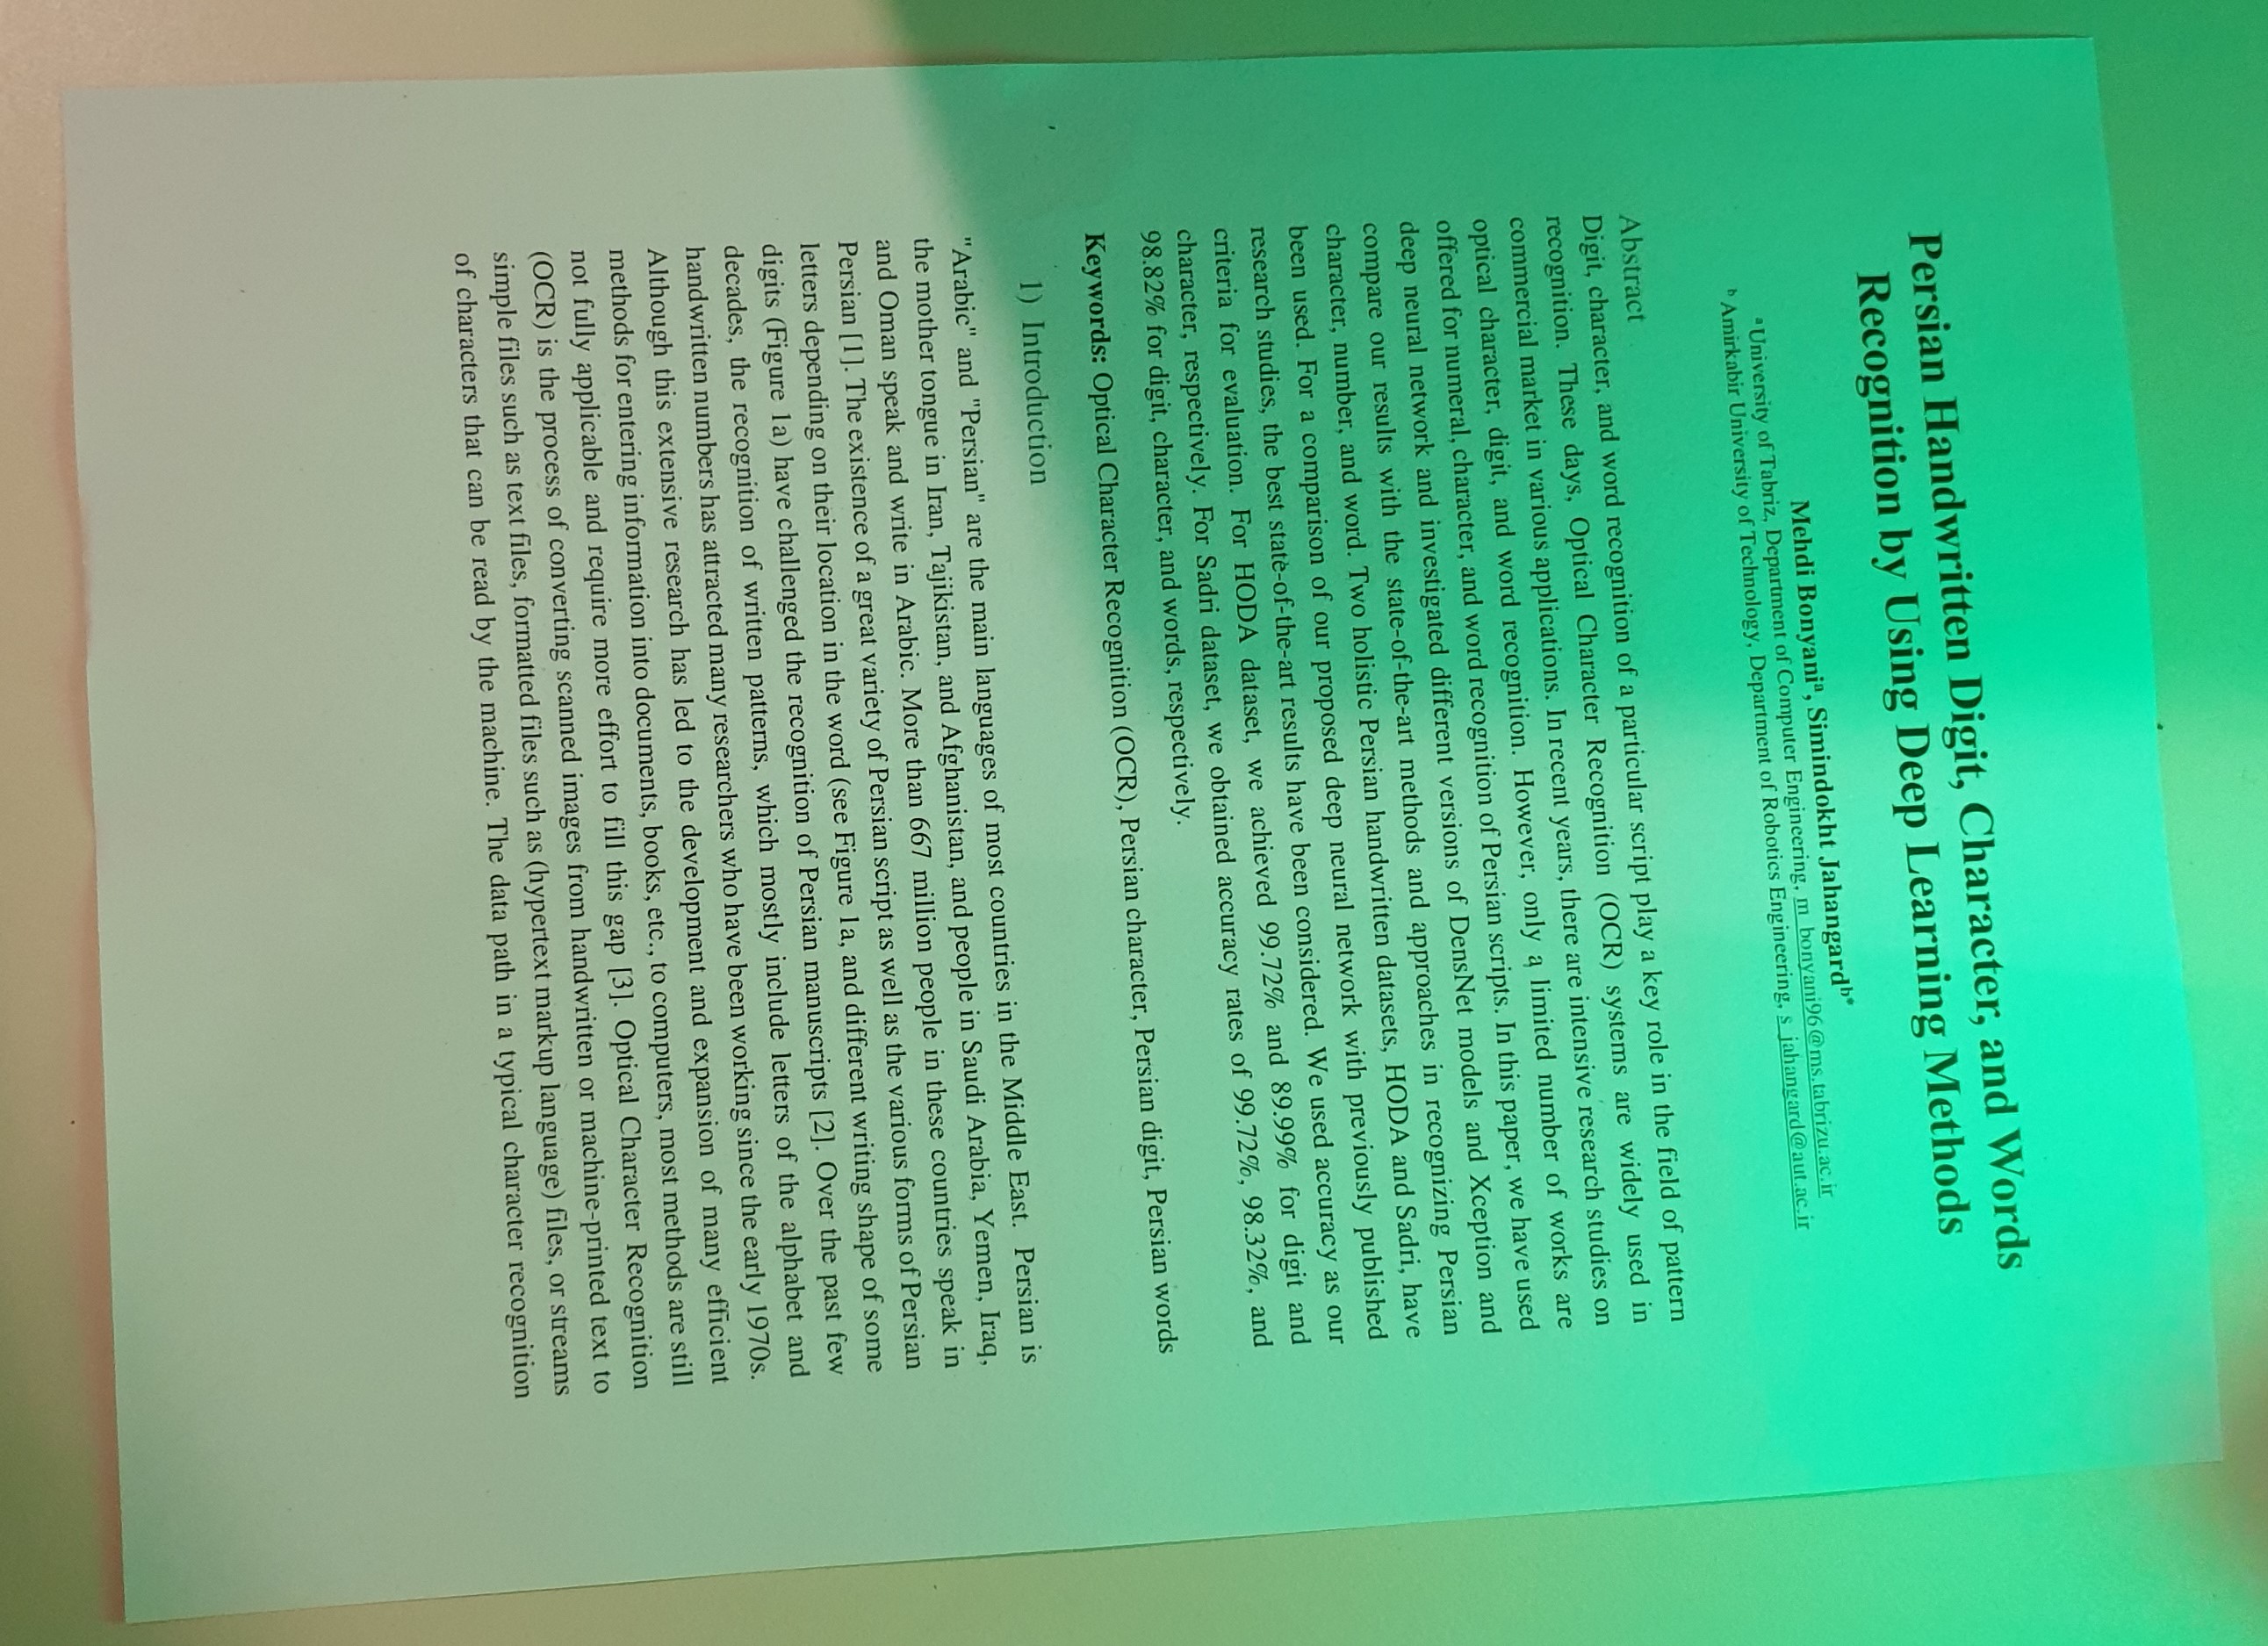 Persian Handwritten Digit, Character, and Words
Recognition by Using Deep Learning Methods
Mehdi Bonyaniᵃ, Simindokht Jahangardᵇ*
ᵃ University of Tabriz, Department of Computer Engineering, m_bonyani96@ms.tabrizu.ac.ir
ᵇ Amirkabir University of Technology, Department of Robotics Engineering, s_jahangard@aut.ac.ir
Abstract
Digit, character, and word recognition of a particular script play a key role in the field of pattern
recognition. These days, Optical Character Recognition (OCR) systems are widely used in
commercial market in various applications. In recent years, there are intensive research studies on
optical character, digit, and word recognition. However, only a limited number of works are
offered for numeral, character, and word recognition of Persian scripts. In this paper, we have used
deep neural network and investigated different versions of DensNet models and Xception and
compare our results with the state-of-the-art methods and approaches in recognizing Persian
character, number, and word. Two holistic Persian handwritten datasets, HODA and Sadri, have
been used. For a comparison of our proposed deep neural network with previously published
research studies, the best state-of-the-art results have been considered. We used accuracy as our
criteria for evaluation. For HODA dataset, we achieved 99.72% and 89.99% for digit and
character, respectively. For Sadri dataset, we obtained accuracy rates of 99.72%, 98.32%, and
98.82% for digit, character, and words, respectively.
Keywords: Optical Character Recognition (OCR), Persian character, Persian digit, Persian words
1) Introduction
"Arabic" and "Persian" are the main languages of most countries in the Middle East. Persian is
the mother tongue in Iran, Tajikistan, and Afghanistan, and people in Saudi Arabia, Yemen, Iraq,
and Oman speak and write in Arabic. More than 667 million people in these countries speak in
Persian [1]. The existence of a great variety of Persian script as well as the various forms of Persian
letters depending on their location in the word (see Figure 1a, and different writing shape of some
digits (Figure 1a) have challenged the recognition of Persian manuscripts [2]. Over the past few
decades, the recognition of written patterns, which mostly include letters of the alphabet and
handwritten numbers has attracted many researchers who have been working since the early 1970s.
Although this extensive research has led to the development and expansion of many efficient
methods for entering information into documents, books, etc., to computers, most methods are still
not fully applicable and require more effort to fill this gap [3]. Optical Character Recognition
(OCR) is the process of converting scanned images from handwritten or machine-printed text to
simple files such as text files, formatted files such as (hypertext markup language) files, or streams
of characters that can be read by the machine. The data path in a typical character recognition